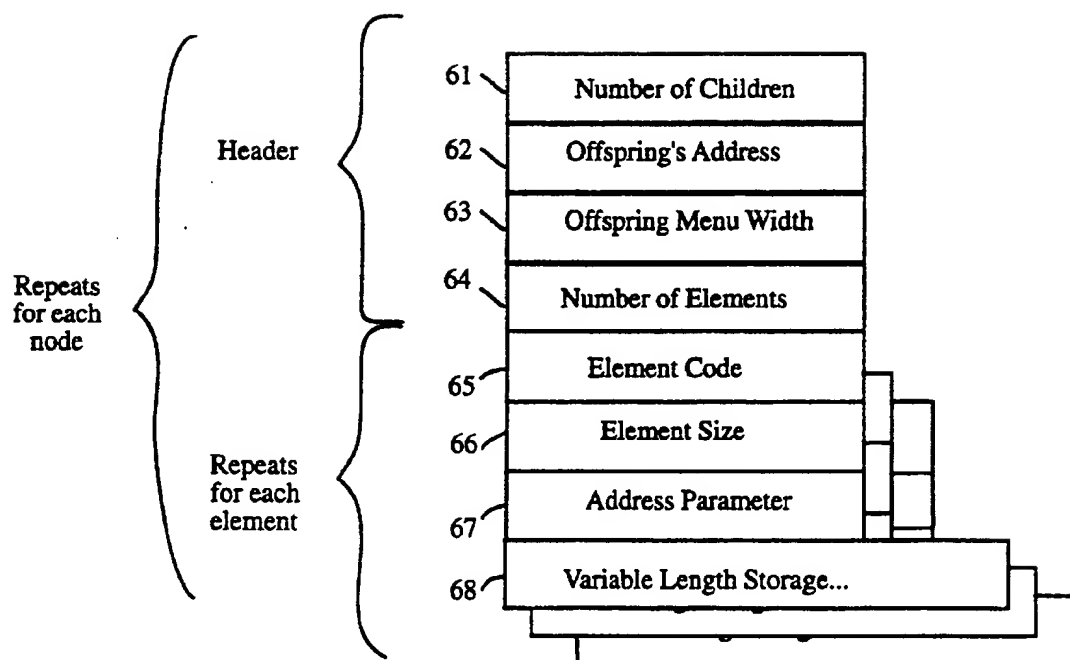 61
Number of Children
Header
62
Offspring's Address
63
Offspring Menu Width
Repeats
for each
node
64
Number of Elements
65
Element Code
66
Element Size
Repeats
for each
element
67
Address Parameter
68
Variable Length Storage...